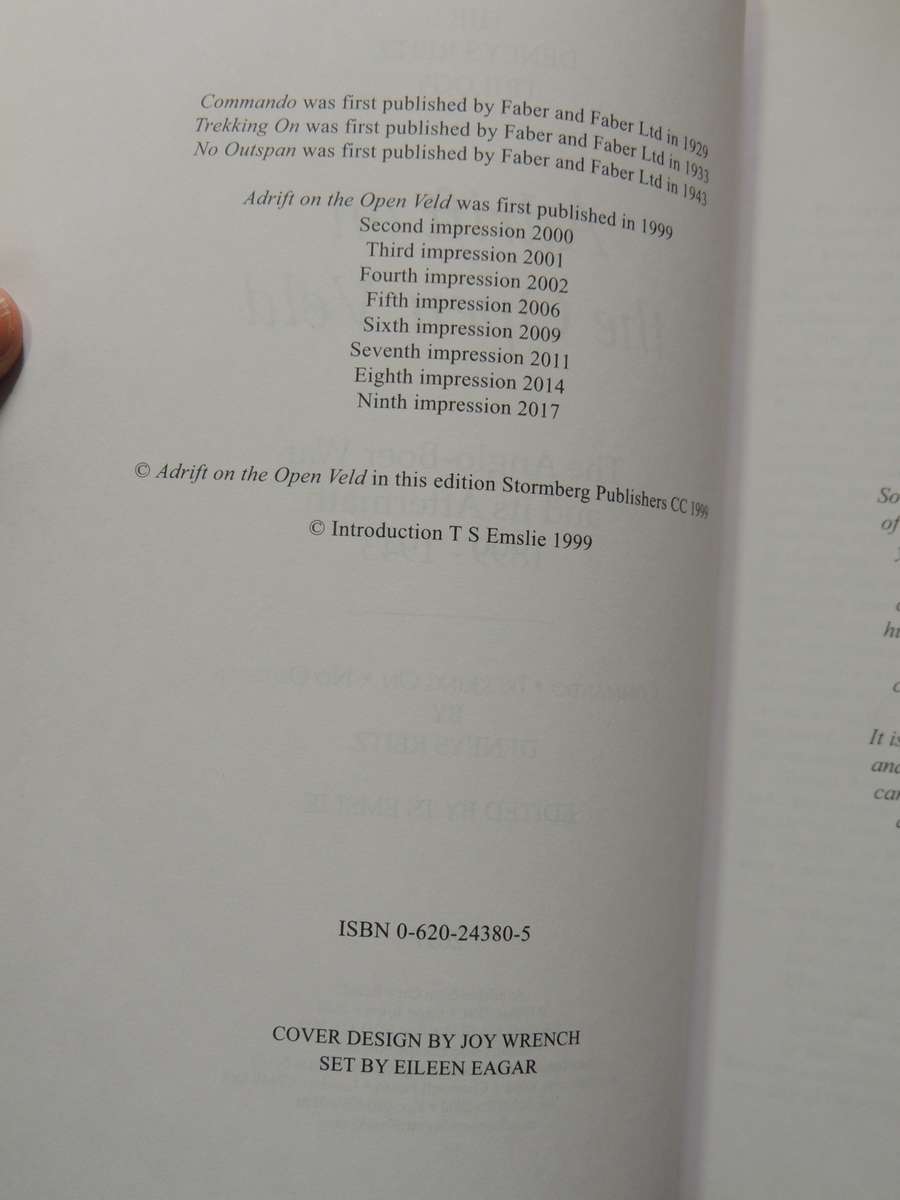 Commando was first published by Faber and Faber Ltd in 1929
Trekking On was first published by Faber and Faber Ltd in 1933
No Outspan was first published by Faber and Faber Ltd in 1943
Adrift on the Open Veld was first published in 1999
Second impression 2000
Third impression 2001
Fourth impression 2002
Fifth impression 2006
Sixth impression 2009
Seventh impression 2011
Eighth impression 2014
Ninth impression 2017
© Adrift on the Open Veld in this edition Stormberg Publishers CC 1999
© Introduction T S Emslie 1999
ISBN 0-620-24380-5
COVER DESIGN BY JOY WRENCH
SET BY EILEEN EAGAR
So
of
It is